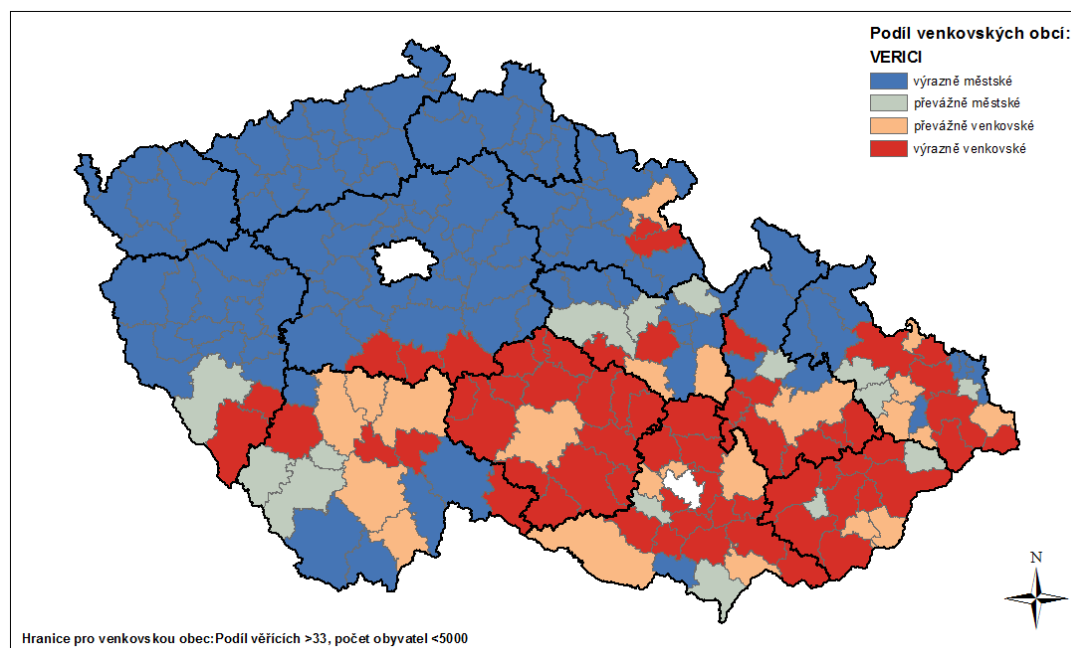 Podíl venkovských obcí:
VERICI
výrazně městské
převážně městské
převážně venkovské
výrazně venkovské
N
Hranice pro venkovskou obec:Podíl věřících >33, počet obyvatel <5000